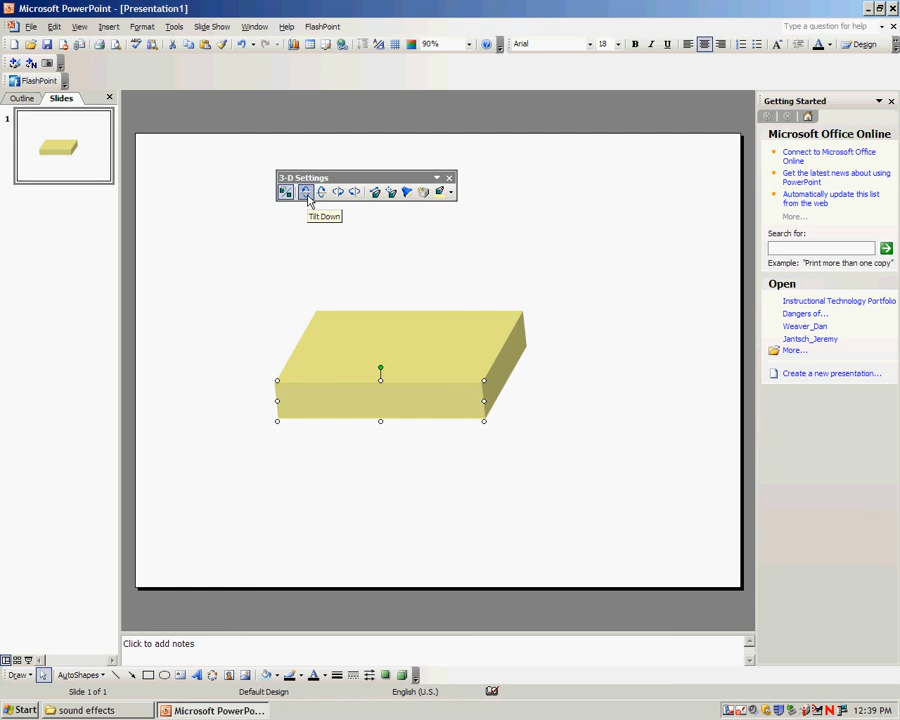 Microsoft PowerPoint - [Presentation1]
File Edit View Insert Format Tools Slide Show Window Help FlashPoint
Type a question for help
90%
Arial
18
B I U
A
Design
FlashPoint
Outline Slides
1
3-D Settings
Tilt Down
Getting Started
Microsoft Office Online
Connect to Microsoft Office
Online
Get the latest news about using
PowerPoint
Automatically update this list
from the web
More...
Search for:
Example: "Print more than one copy"
Open
Instructional Technology Portfolio
Dangers of...
Weaver_Dan
Jantsch_Jeremy
More...
Create a new presentation...
Click to add notes
Draw AutoShapes A
Slide 1 of 1
Default Design
English (U.S.)
Start
sound effects
Microsoft PowerPo...
12:39 PM